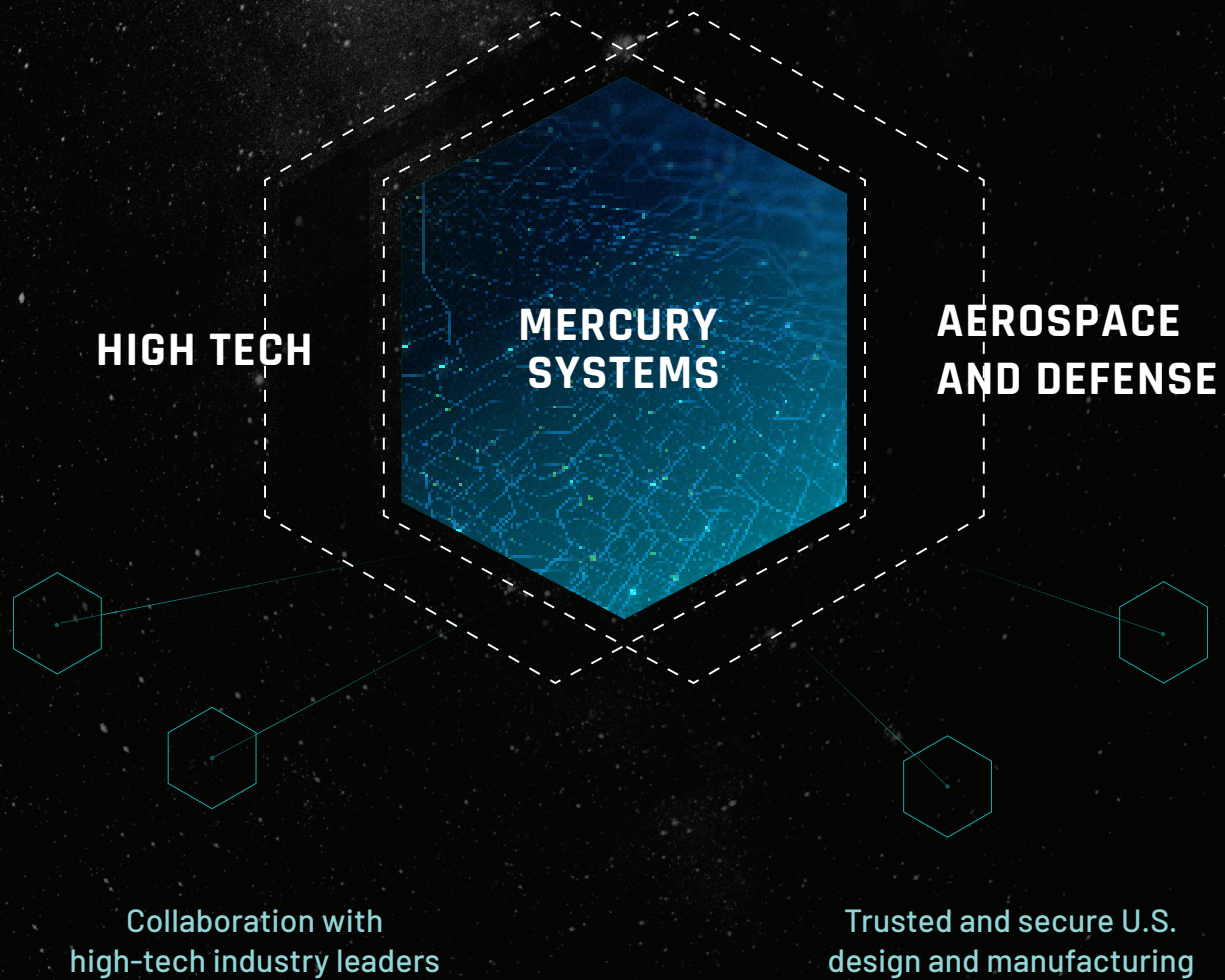 HIGH TECH
MERCURY
SYSTEMS
AEROSPACE
AND DEFENSE
Collaboration with
high-tech industry leaders
Trusted and secure U.S.
design and manufacturing